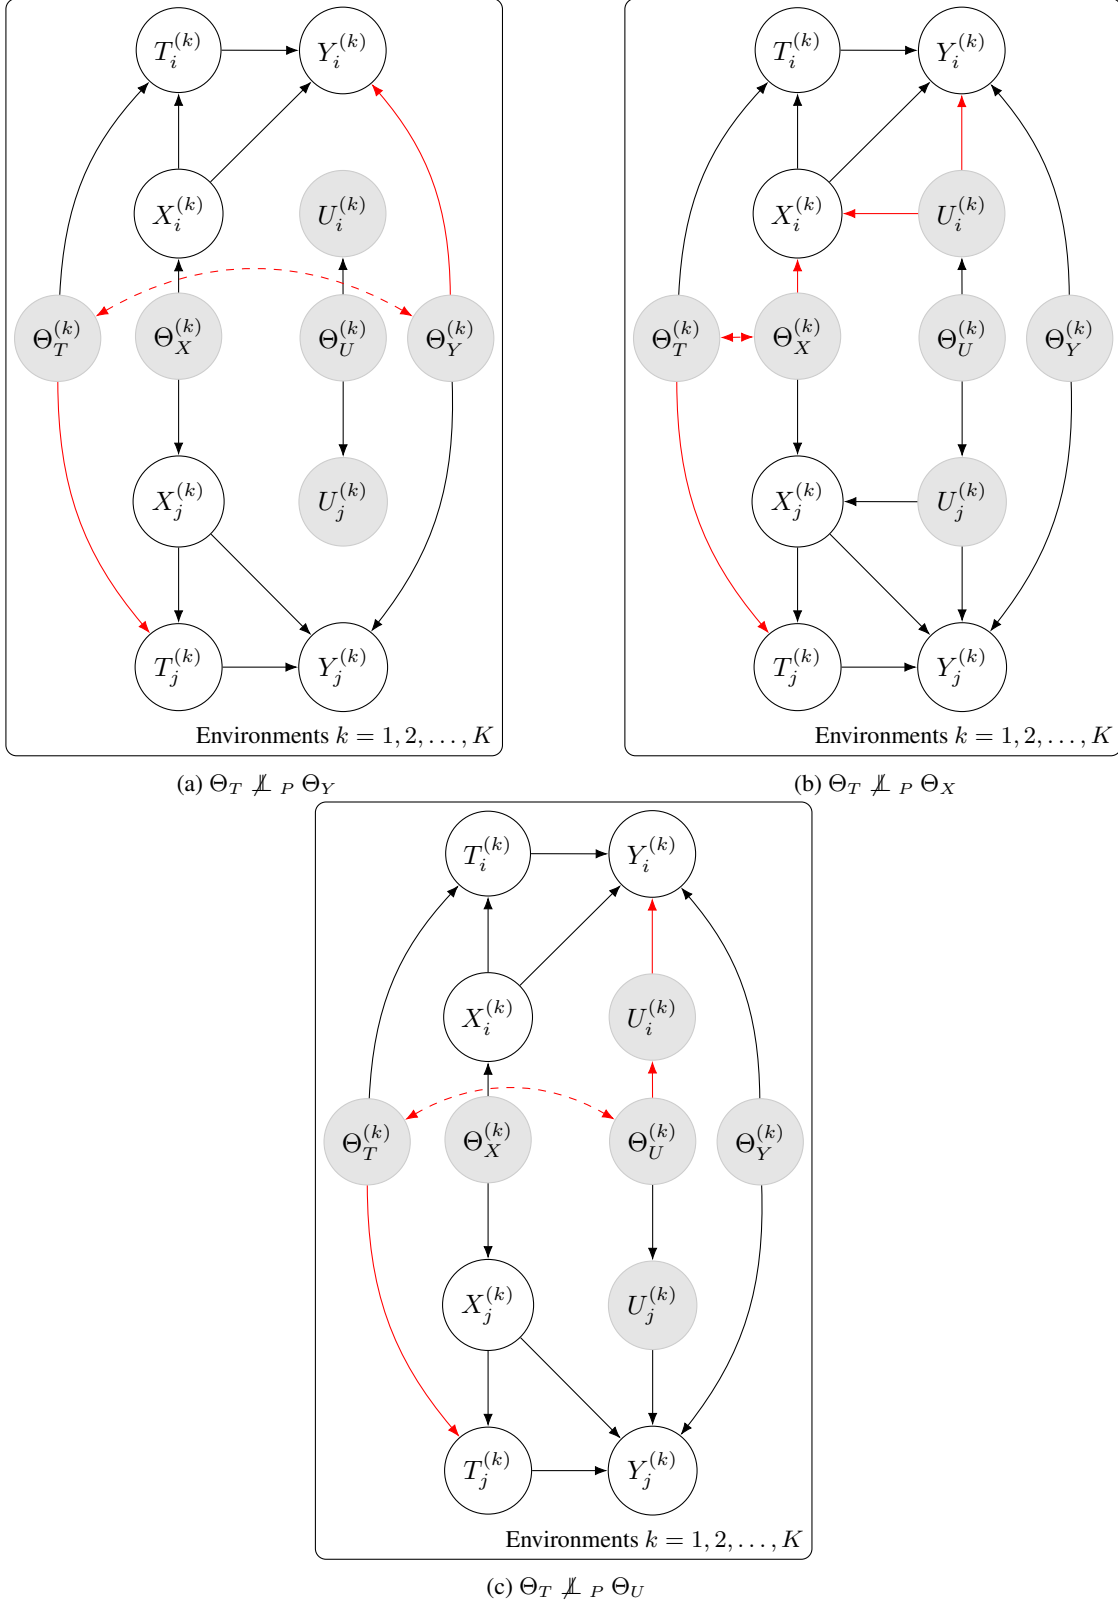 T_i^{(k)} Y_i^{(k)}
X_i^{(k)} U_i^{(k)}
Θ_T^{(k)} Θ_X^{(k)} Θ_U^{(k)} Θ_Y^{(k)}
X_j^{(k)} U_j^{(k)}
T_j^{(k)} Y_j^{(k)}
Environments k = 1, 2, . . . , K
(a) Θ_T ⊥̸⊥_P Θ_Y
T_i^{(k)} Y_i^{(k)}
X_i^{(k)} U_i^{(k)}
Θ_T^{(k)} Θ_X^{(k)} Θ_U^{(k)} Θ_Y^{(k)}
X_j^{(k)} U_j^{(k)}
T_j^{(k)} Y_j^{(k)}
Environments k = 1, 2, . . . , K
(b) Θ_T ⊥̸⊥_P Θ_X
T_i^{(k)} Y_i^{(k)}
X_i^{(k)} U_i^{(k)}
Θ_T^{(k)} Θ_X^{(k)} Θ_U^{(k)} Θ_Y^{(k)}
X_j^{(k)} U_j^{(k)}
T_j^{(k)} Y_j^{(k)}
Environments k = 1, 2, . . . , K
(c) Θ_T ⊥̸⊥_P Θ_U